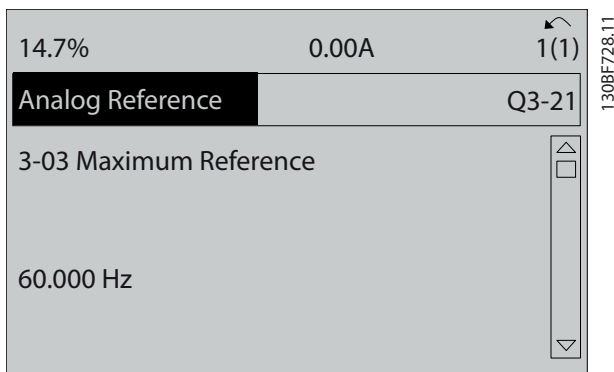 14.7% 0.00A 1(1)
Analog Reference Q3-21
3-03 Maximum Reference
60.000 Hz
130BF728.11